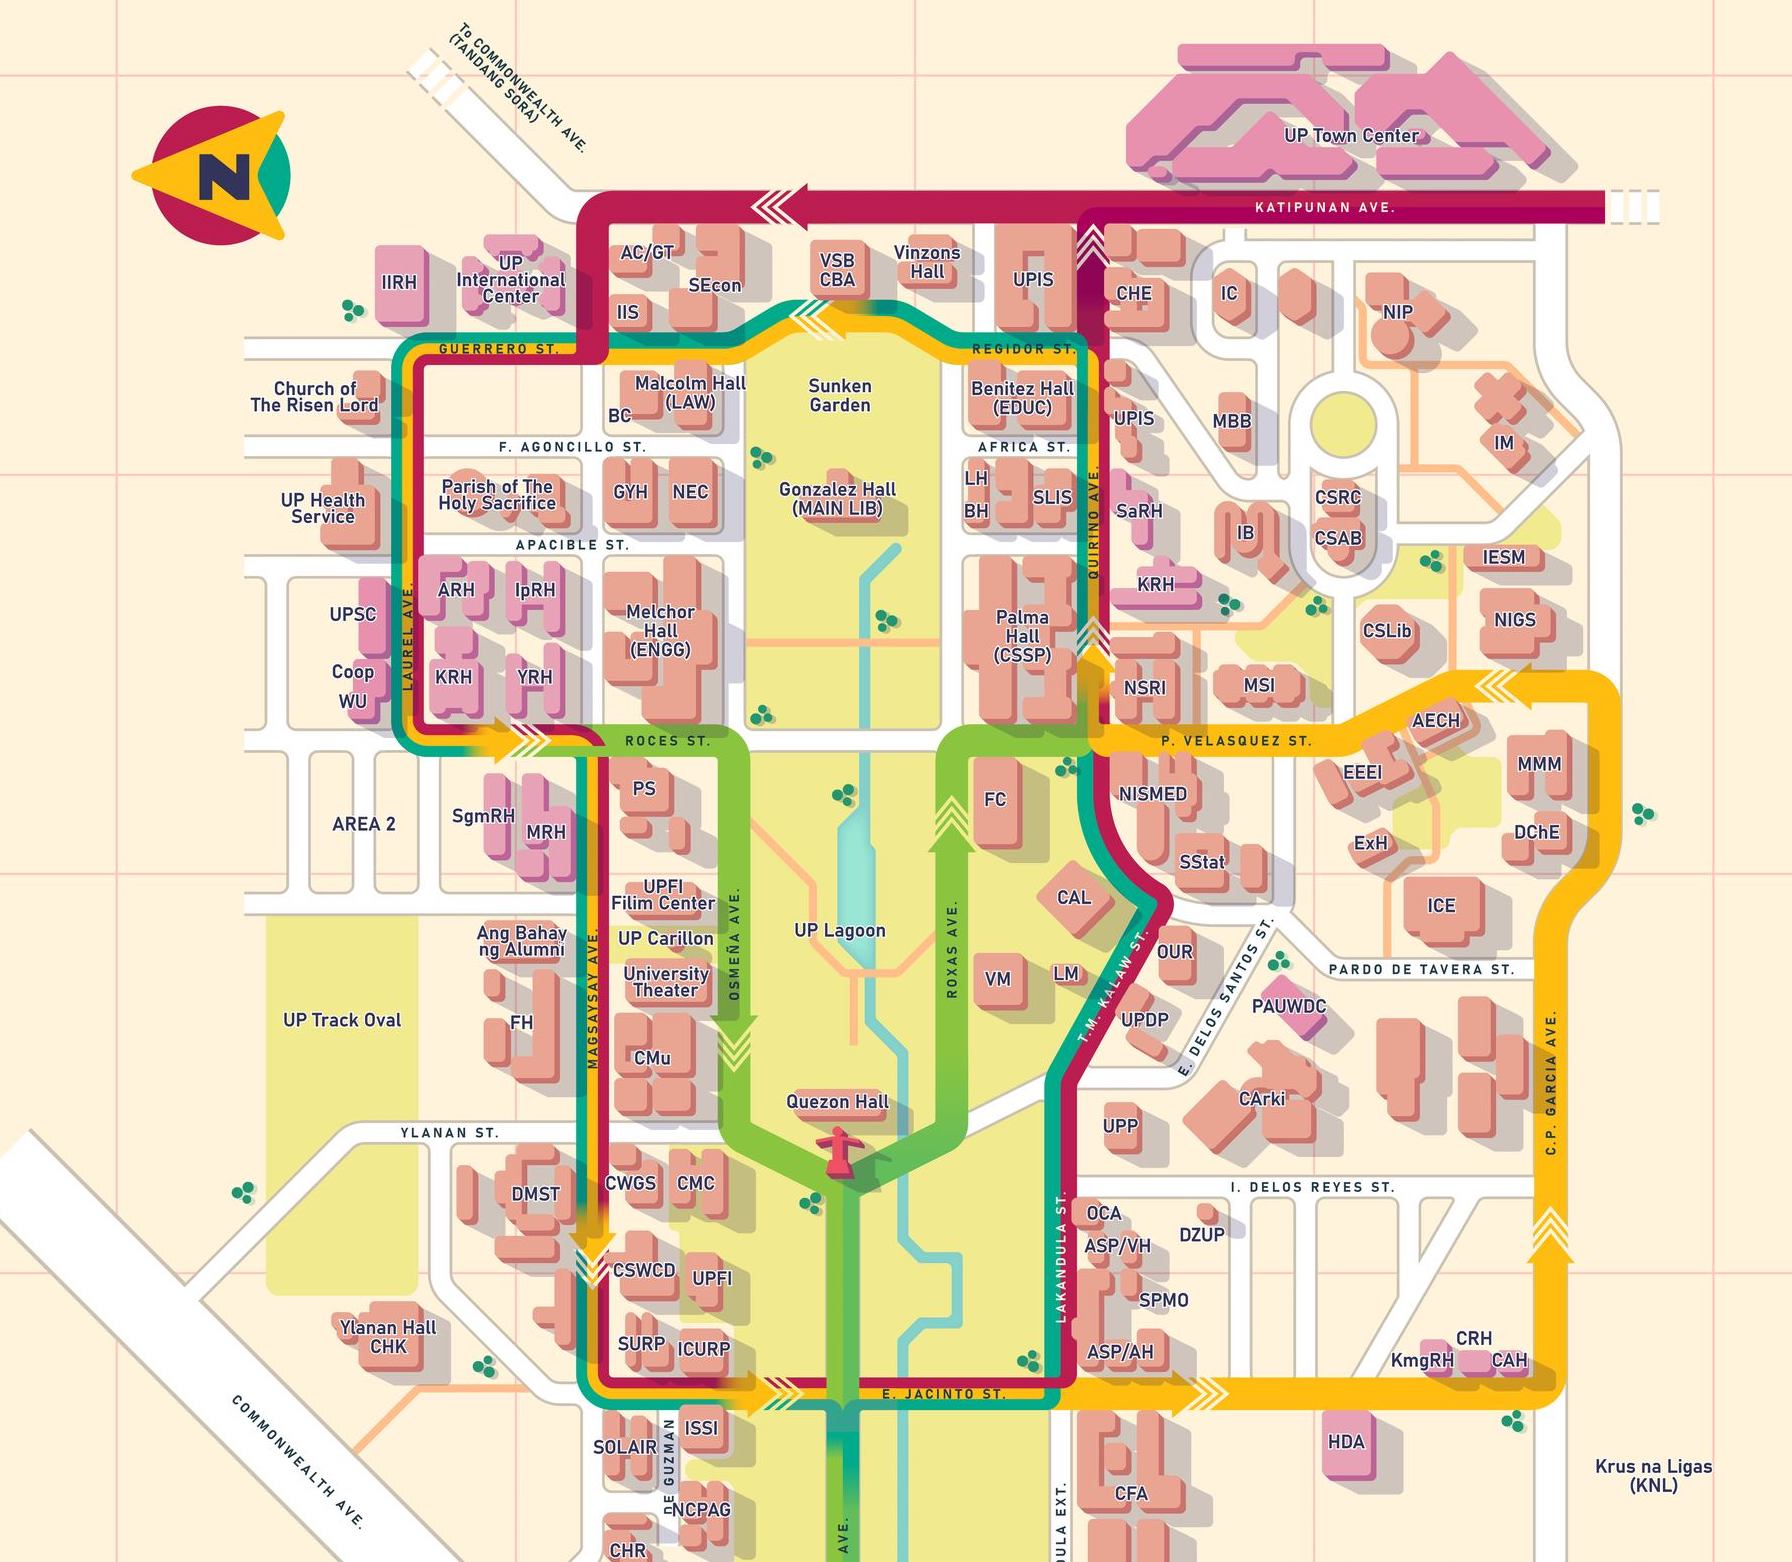 To COMMONWEALTH AVE.
(TANDANG SORA)
N
UP Town Center
KATIPUNAN AVE.
IIRH
UP
International
Center
AC/GT
SEcon
IIS
VSB
CBA
Vinzons
Hall
UPIS
CHE
IC
NIP
GUERRERO ST.
REGIDOR ST.
Church of
The Risen Lord
Malcolm Hall
(LAW)
BC
Sunken
Garden
Benitez Hall
(EDUC)
UPIS
MBB
IM
F. AGONCILLO ST.
AFRICA ST.
UP Health
Service
Parish of The
Holy Sacrifice
GYH
NEC
Gonzalez Hall
(MAIN LIB)
LH
BH
SLIS
QUIRINO AVE.
SaRH
IB
CSRC
CSAB
IESM
APACIBLE ST.
UPSC
LAUREL AVE.
ARH
IpRH
Melchor
Hall
(ENGG)
Palma
Hall
(CSSP)
KRH
CSLib
NIGS
Coop
WU
KRH
YRH
NSRI
MSI
AECH
ROCES ST.
P. VELASQUEZ ST.
AREA 2
SgmRH
MRH
PS
FC
NISMED
EEEI
MMM
ExH
DChE
SStat
UPFI
Filim Center
UP Carillon
University
Theater
OSMEÑA AVE.
UP Lagoon
ROXAS AVE.
CAL
ICE
Ang Bahay
ng Alumni
MAGSAYSAY AVE.
VM
LM
T.M. KALAW ST.
OUR
E. DELOS SANTOS ST.
PARDO DE TAVERA ST.
UP Track Oval
FH
CMu
UPDP
PAUWDC
C.P. GARCIA AVE.
Quezon Hall
CArki
UPP
YLANAN ST.
DMST
CWGS
CMC
I. DELOS REYES ST.
OCA
DZUP
ASP/VH
LAKANDULA ST.
CSWCD
UPFI
SPMO
Ylanan Hall
CHK
SURP
ICURP
ASP/AH
CRH
KmgRH
CAH
E. JACINTO ST.
COMMONWEALTH AVE.
SOLAIR
DE GUZMAN
ISSI
NCPAG
CHR
AVE.
DULA EXT.
CFA
HDA
Krus na Ligas
(KNL)